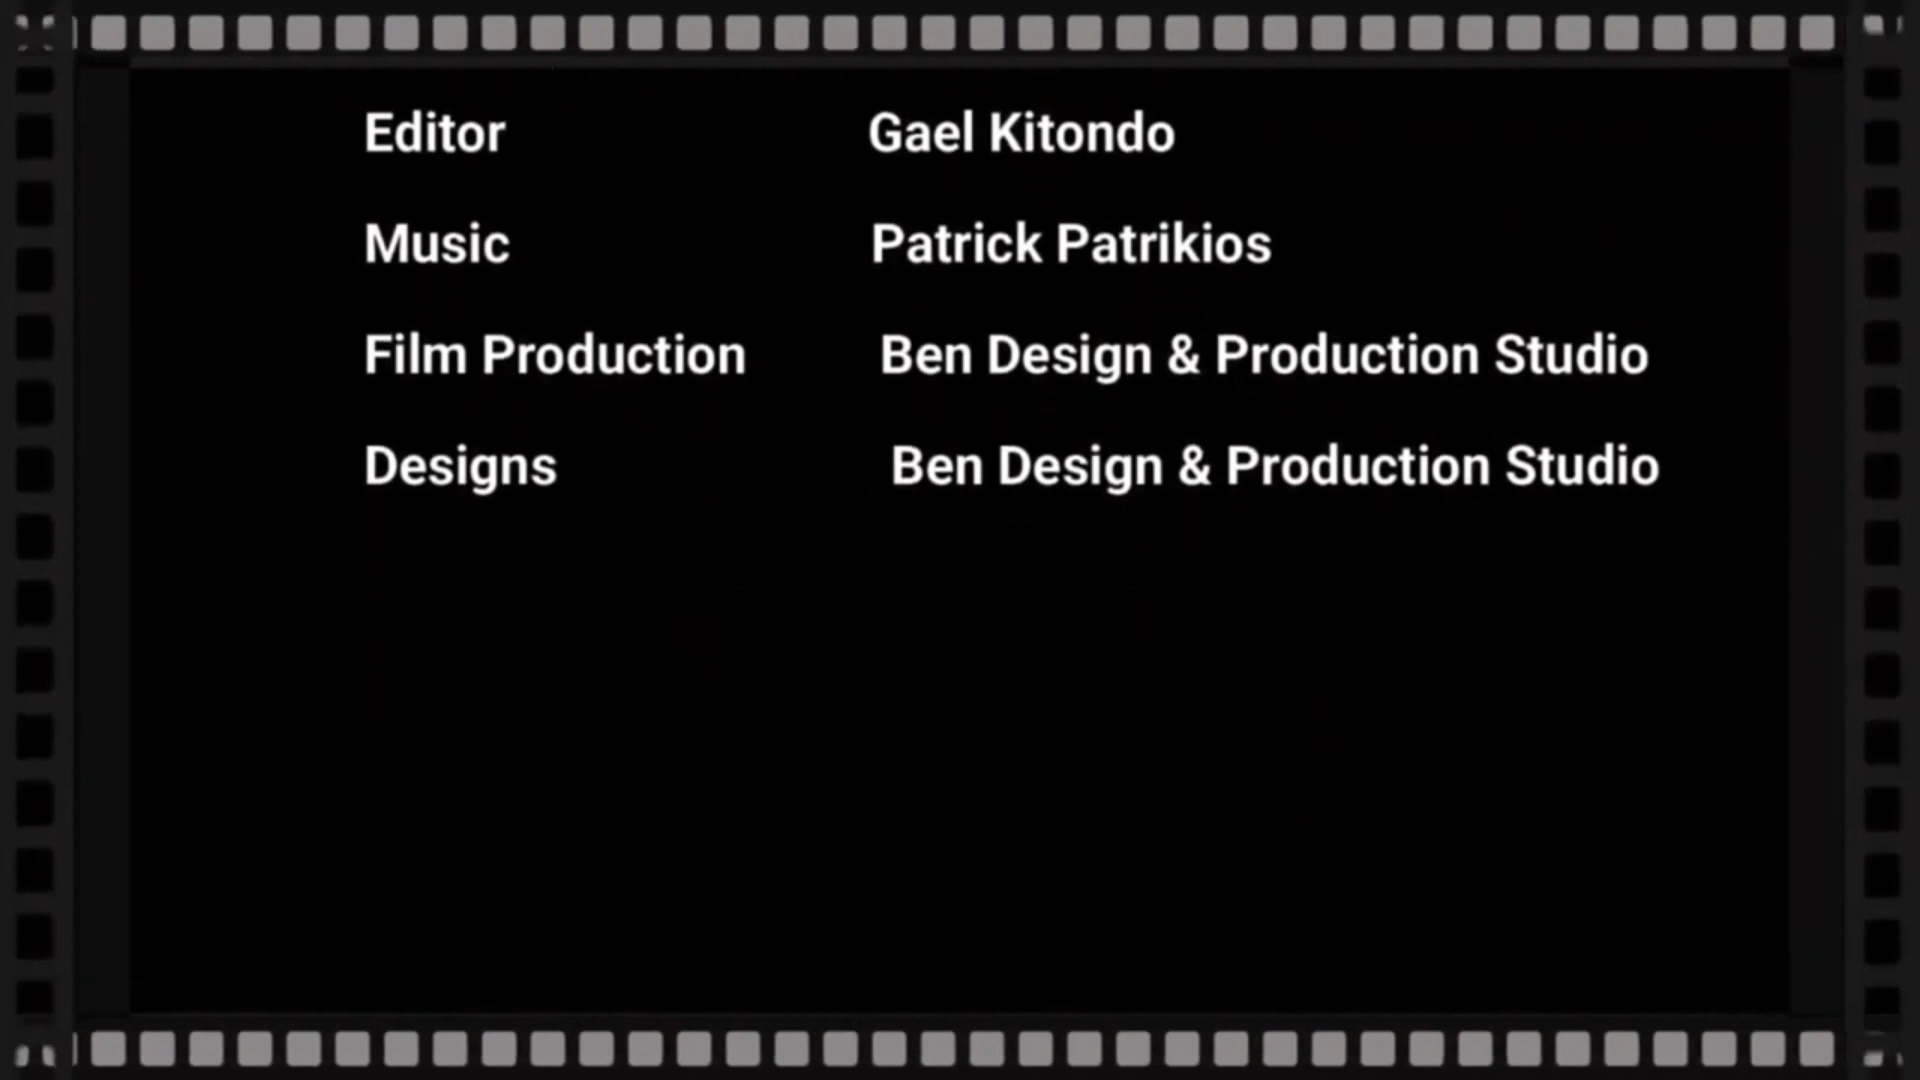 Editor Gael Kitondo
Music Patrick Patrikios
Film Production Ben Design & Production Studio
Designs Ben Design & Production Studio